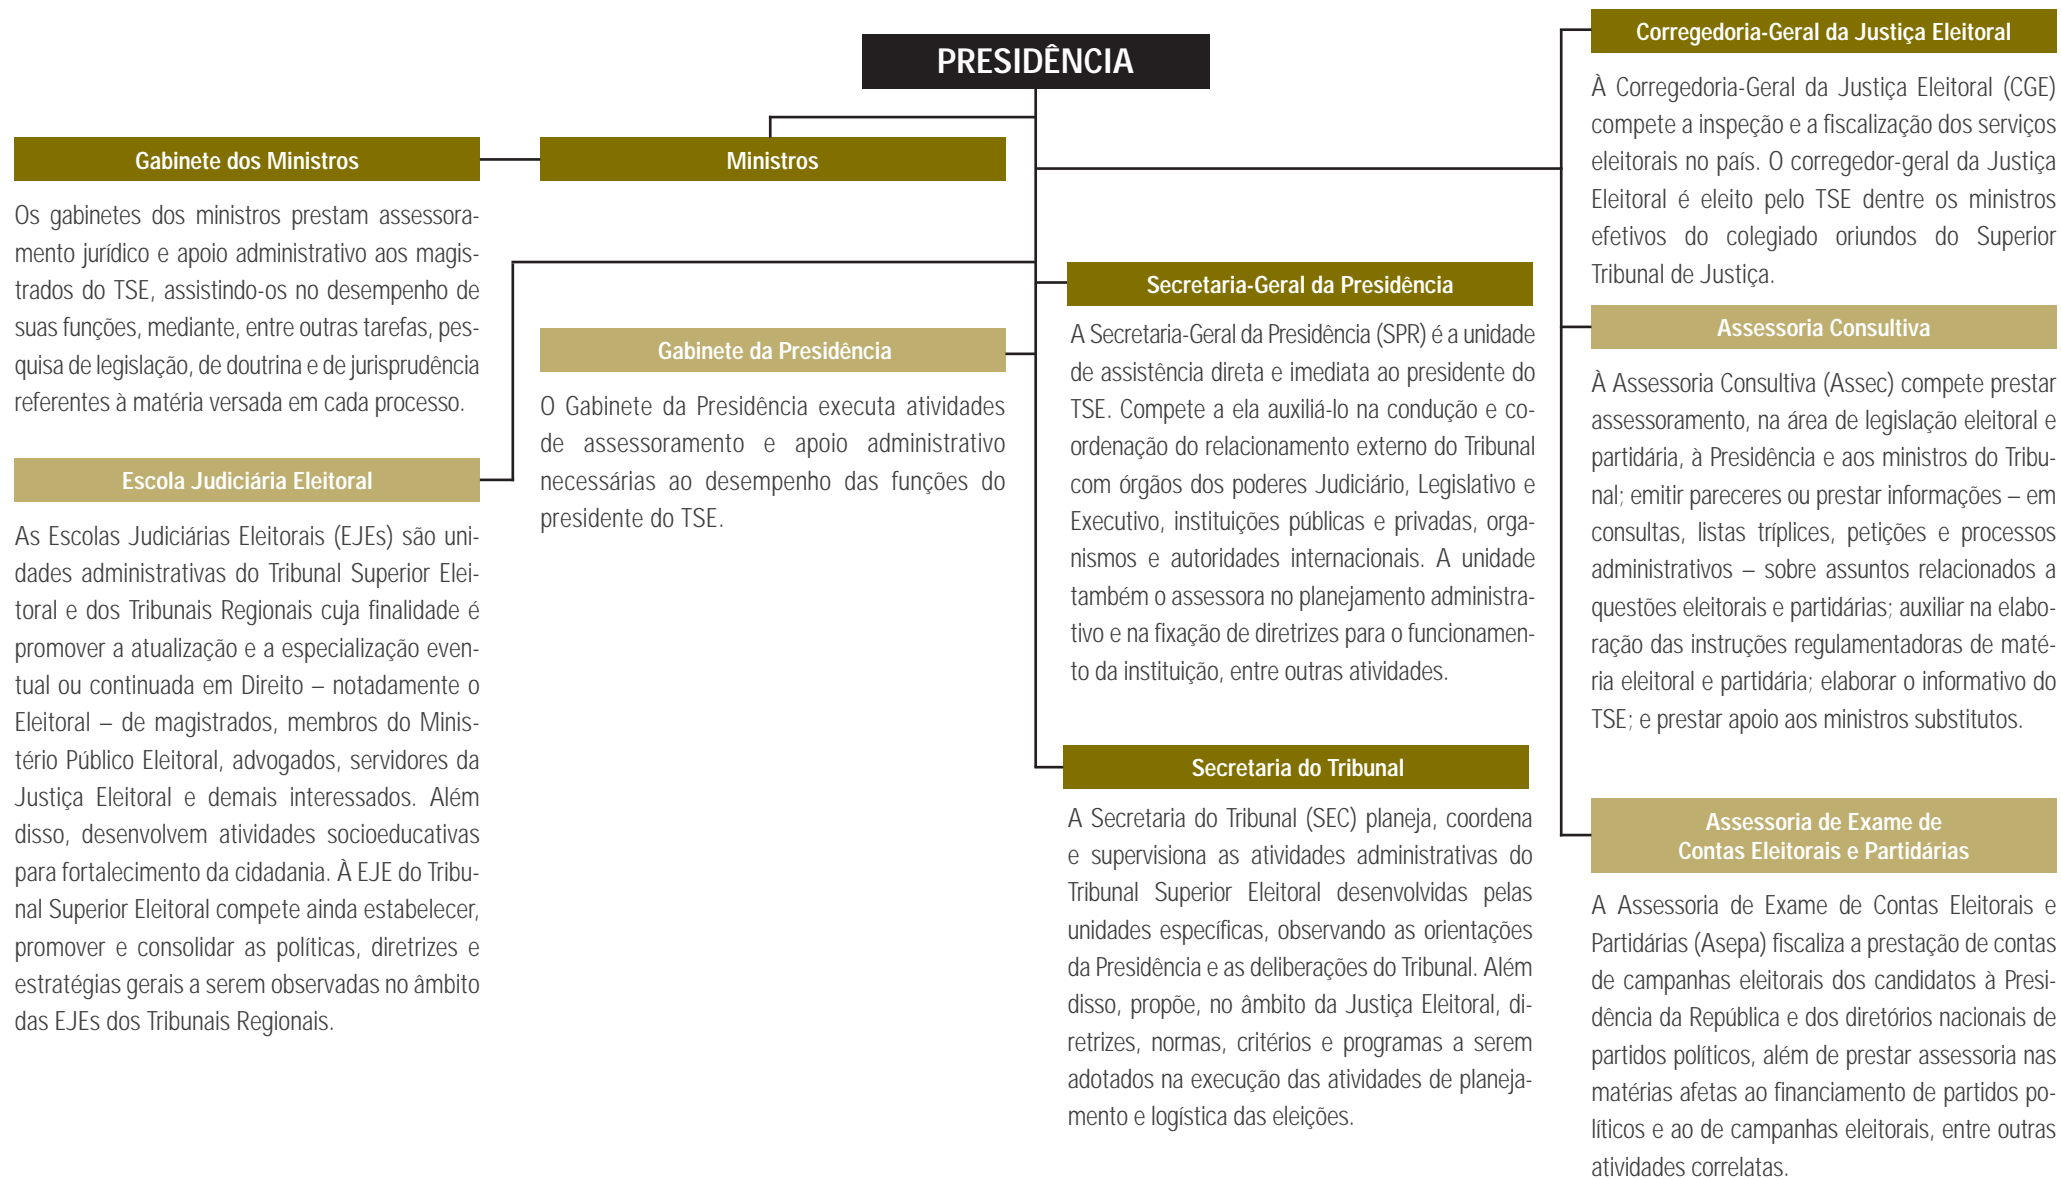 PRESIDÊNCIA
Gabinete dos Ministros
Os gabinetes dos ministros prestam assessora-
mento jurídico e apoio administrativo aos magis-
trados do TSE, assistindo-os no desempenho de
suas funções, mediante, entre outras tarefas, pes-
quisa de legislação, de doutrina e de jurisprudência
referentes à matéria versada em cada processo.
Escola Judiciária Eleitoral
As Escolas Judiciárias Eleitorais (EJEs) são uni-
dades administrativas do Tribunal Superior Elei-
toral e dos Tribunais Regionais cuja finalidade é
promover a atualização e a especialização even-
tual ou continuada em Direito – notadamente o
Eleitoral – de magistrados, membros do Minis-
tério Público Eleitoral, advogados, servidores da
Justiça Eleitoral e demais interessados. Além
disso, desenvolvem atividades socioeducativas
para fortalecimento da cidadania. À EJE do Tribu-
nal Superior Eleitoral compete ainda estabelecer,
promover e consolidar as políticas, diretrizes e
estratégias gerais a serem observadas no âmbito
das EJEs dos Tribunais Regionais.
Ministros
Gabinete da Presidência
O Gabinete da Presidência executa atividades
de assessoramento e apoio administrativo
necessárias ao desempenho das funções do
presidente do TSE.
Secretaria-Geral da Presidência
A Secretaria-Geral da Presidência (SPR) é a unidade
de assistência direta e imediata ao presidente do
TSE. Compete a ela auxiliá-lo na condução e co-
ordenação do relacionamento externo do Tribunal
com órgãos dos poderes Judiciário, Legislativo e
Executivo, instituições públicas e privadas, orga-
nismos e autoridades internacionais. A unidade
também o assessora no planejamento administra-
tivo e na fixação de diretrizes para o funcionamen-
to da instituição, entre outras atividades.
Secretaria do Tribunal
A Secretaria do Tribunal (SEC) planeja, coordena
e supervisiona as atividades administrativas do
Tribunal Superior Eleitoral desenvolvidas pelas
unidades específicas, observando as orientações
da Presidência e as deliberações do Tribunal. Além
disso, propõe, no âmbito da Justiça Eleitoral, di-
retrizes, normas, critérios e programas a serem
adotados na execução das atividades de planeja-
mento e logística das eleições.
Corregedoria-Geral da Justiça Eleitoral
À Corregedoria-Geral da Justiça Eleitoral (CGE)
compete a inspeção e a fiscalização dos serviços
eleitorais no país. O corregedor-geral da Justiça
Eleitoral é eleito pelo TSE dentre os ministros
efetivos do colegiado oriundos do Superior
Tribunal de Justiça.
Assessoria Consultiva
À Assessoria Consultiva (Assec) compete prestar
assessoramento, na área de legislação eleitoral e
partidária, à Presidência e aos ministros do Tribu-
nal; emitir pareceres ou prestar informações – em
consultas, listas tríplices, petições e processos
administrativos – sobre assuntos relacionados a
questões eleitorais e partidárias; auxiliar na elabo-
ração das instruções regulamentadoras de maté-
ria eleitoral e partidária; elaborar o informativo do
TSE; e prestar apoio aos ministros substitutos.
Assessoria de Exame de
Contas Eleitorais e Partidárias
A Assessoria de Exame de Contas Eleitorais e
Partidárias (Asepa) fiscaliza a prestação de contas
de campanhas eleitorais dos candidatos à Presi-
dência da República e dos diretórios nacionais de
partidos políticos, além de prestar assessoria nas
matérias afetas ao financiamento de partidos po-
líticos e ao de campanhas eleitorais, entre outras
atividades correlatas.